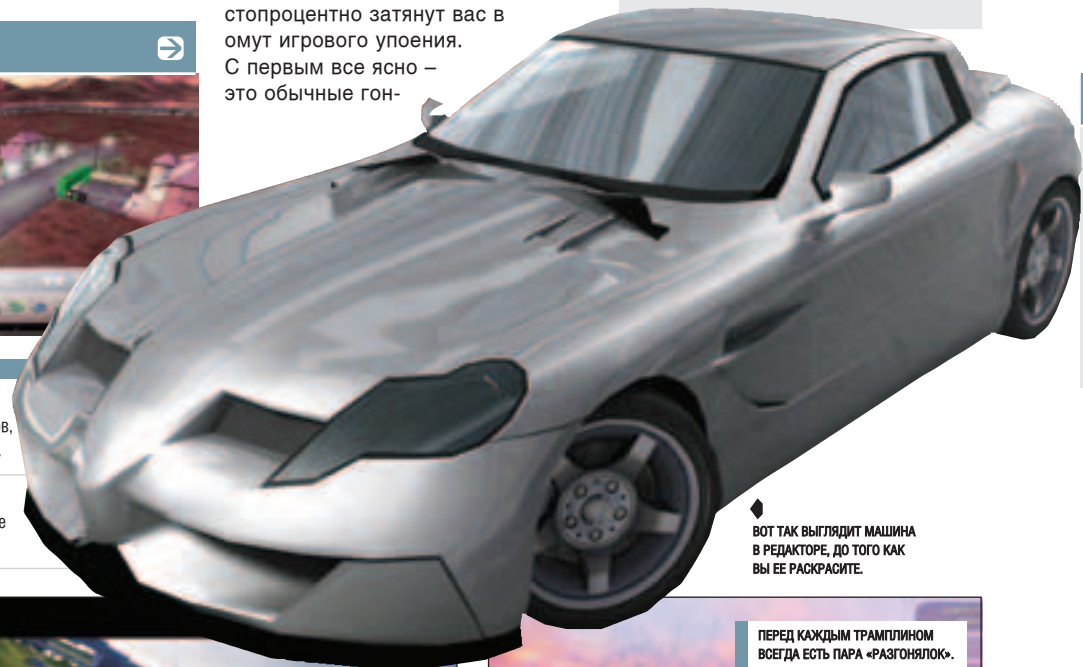 стопроцентно затянут вас в
омут игрового упоения.
С первым все ясно –
это обычные гон-
ов,
е
ВОТ ТАК ВЫГЛЯДИТ МАШИНА
В РЕДАКТОРЕ, ДО ТОГО КАК
ВЫ ЕЕ РАСКРАСИТЕ.
ПЕРЕД КАЖДЫМ ТРАМПЛИНОМ
ВСЕГДА ЕСТЬ ПАРА «РАЗГОНЯЛОК».